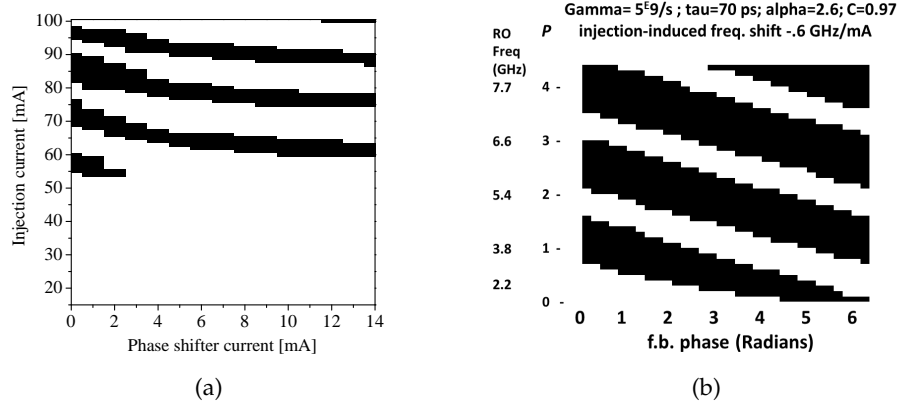 100
90
80
70
60
50
40
30
20
0 2 4 6 8 10 12 14
Injection current [mA]
Phase shifter current [mA]
(a)
Gamma= 5ᴱ9/s ; tau=70 ps; alpha=2.6; C=0.97
injection-induced freq. shift -.6 GHz/mA
RO
Freq
(GHz)
P
7.7 4 -
6.6 3 -
5.4 2 -
3.8 1 -
2.2
0 -
0 1 2 3 4 5 6
f.b. phase (Radians)
(b)